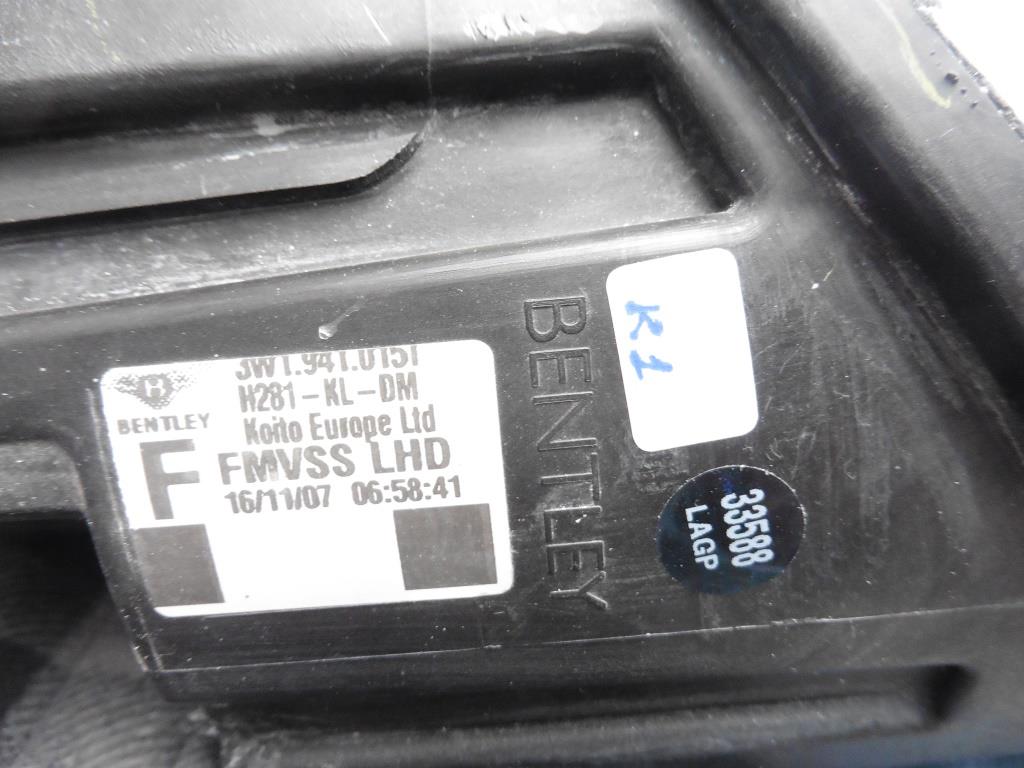 3W1.941.015T
H281-KL-DM
Koito Europe Ltd
BENTLEY
F FMVSS LHD
16/11/07 06:58:41
BENTLEY
K1
33588
LAGP